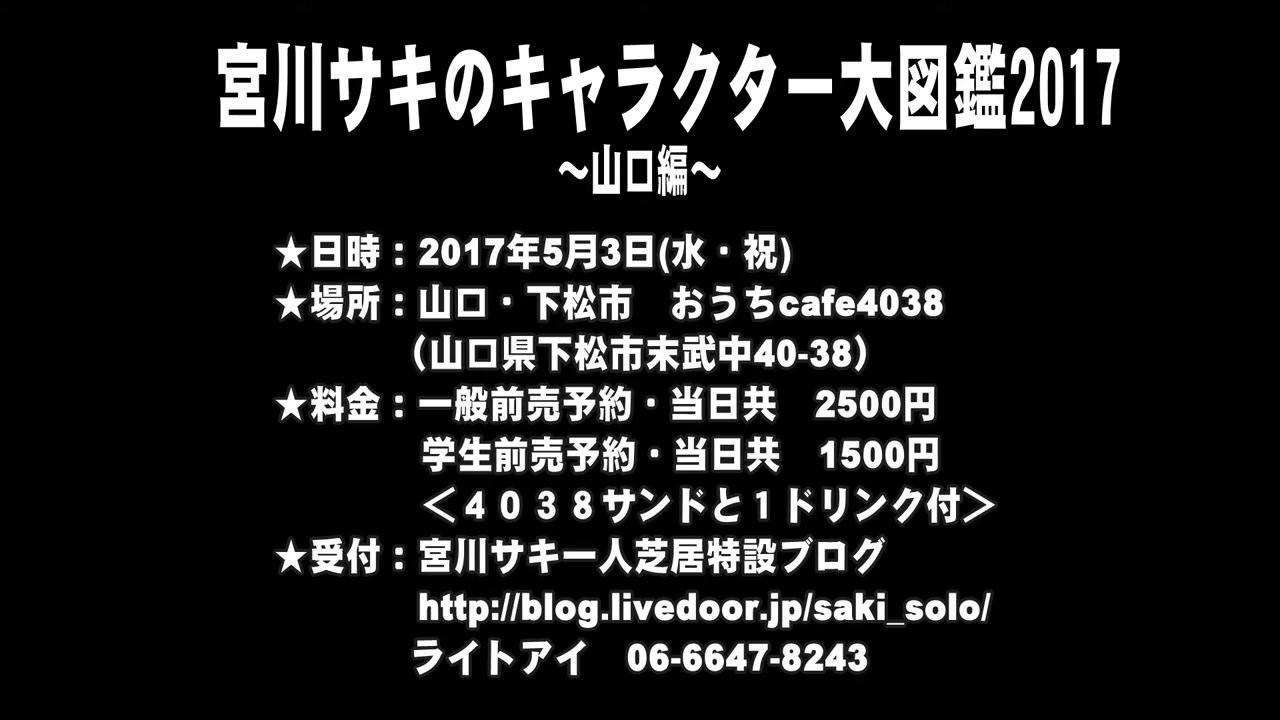 宮川サキのキャラクター大図鑑2017
～山口編～
★日時：2017年5月3日(水・祝)
★場所：山口・下松市　おうちcafe4038
（山口県下松市末武中40-38）
★料金：一般前売予約・当日共　2500円
学生前売予約・当日共　1500円
＜４０３８サンドと１ドリンク付＞
★受付：宮川サキ一人芝居特設ブログ
http://blog.livedoor.jp/saki_solo/
ライトアイ　06-6647-8243